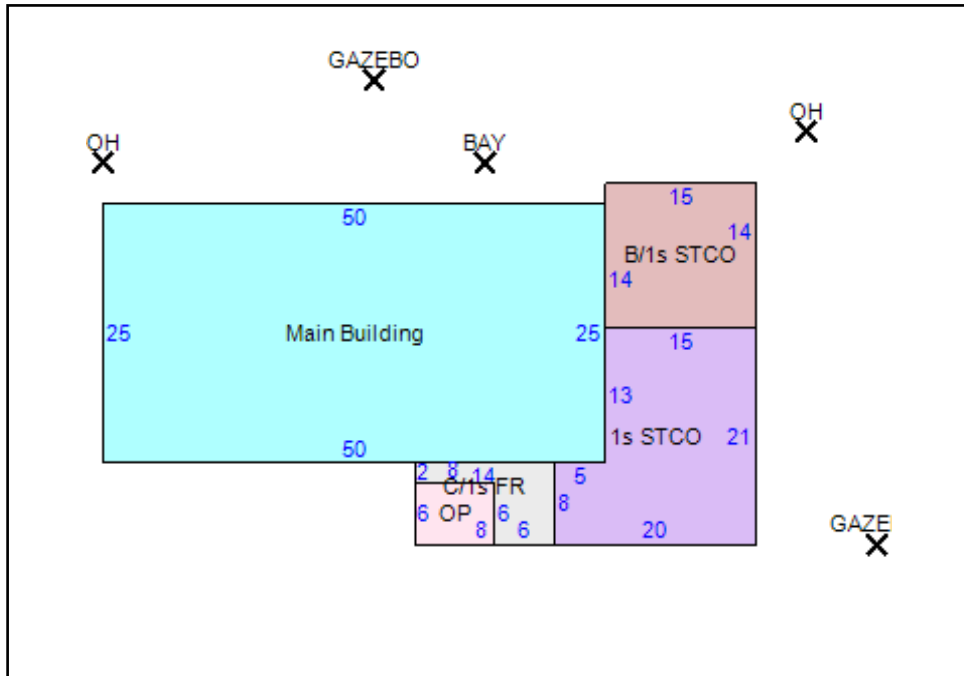 GAZEBO
OH
BAY
OH
50
15
14
B/1s STCO
14
25
Main Building
25
15
13
1s STCO
21
50
2
8
14
5
C/1s FR
6
OP
6
8
8
6
20
GAZE